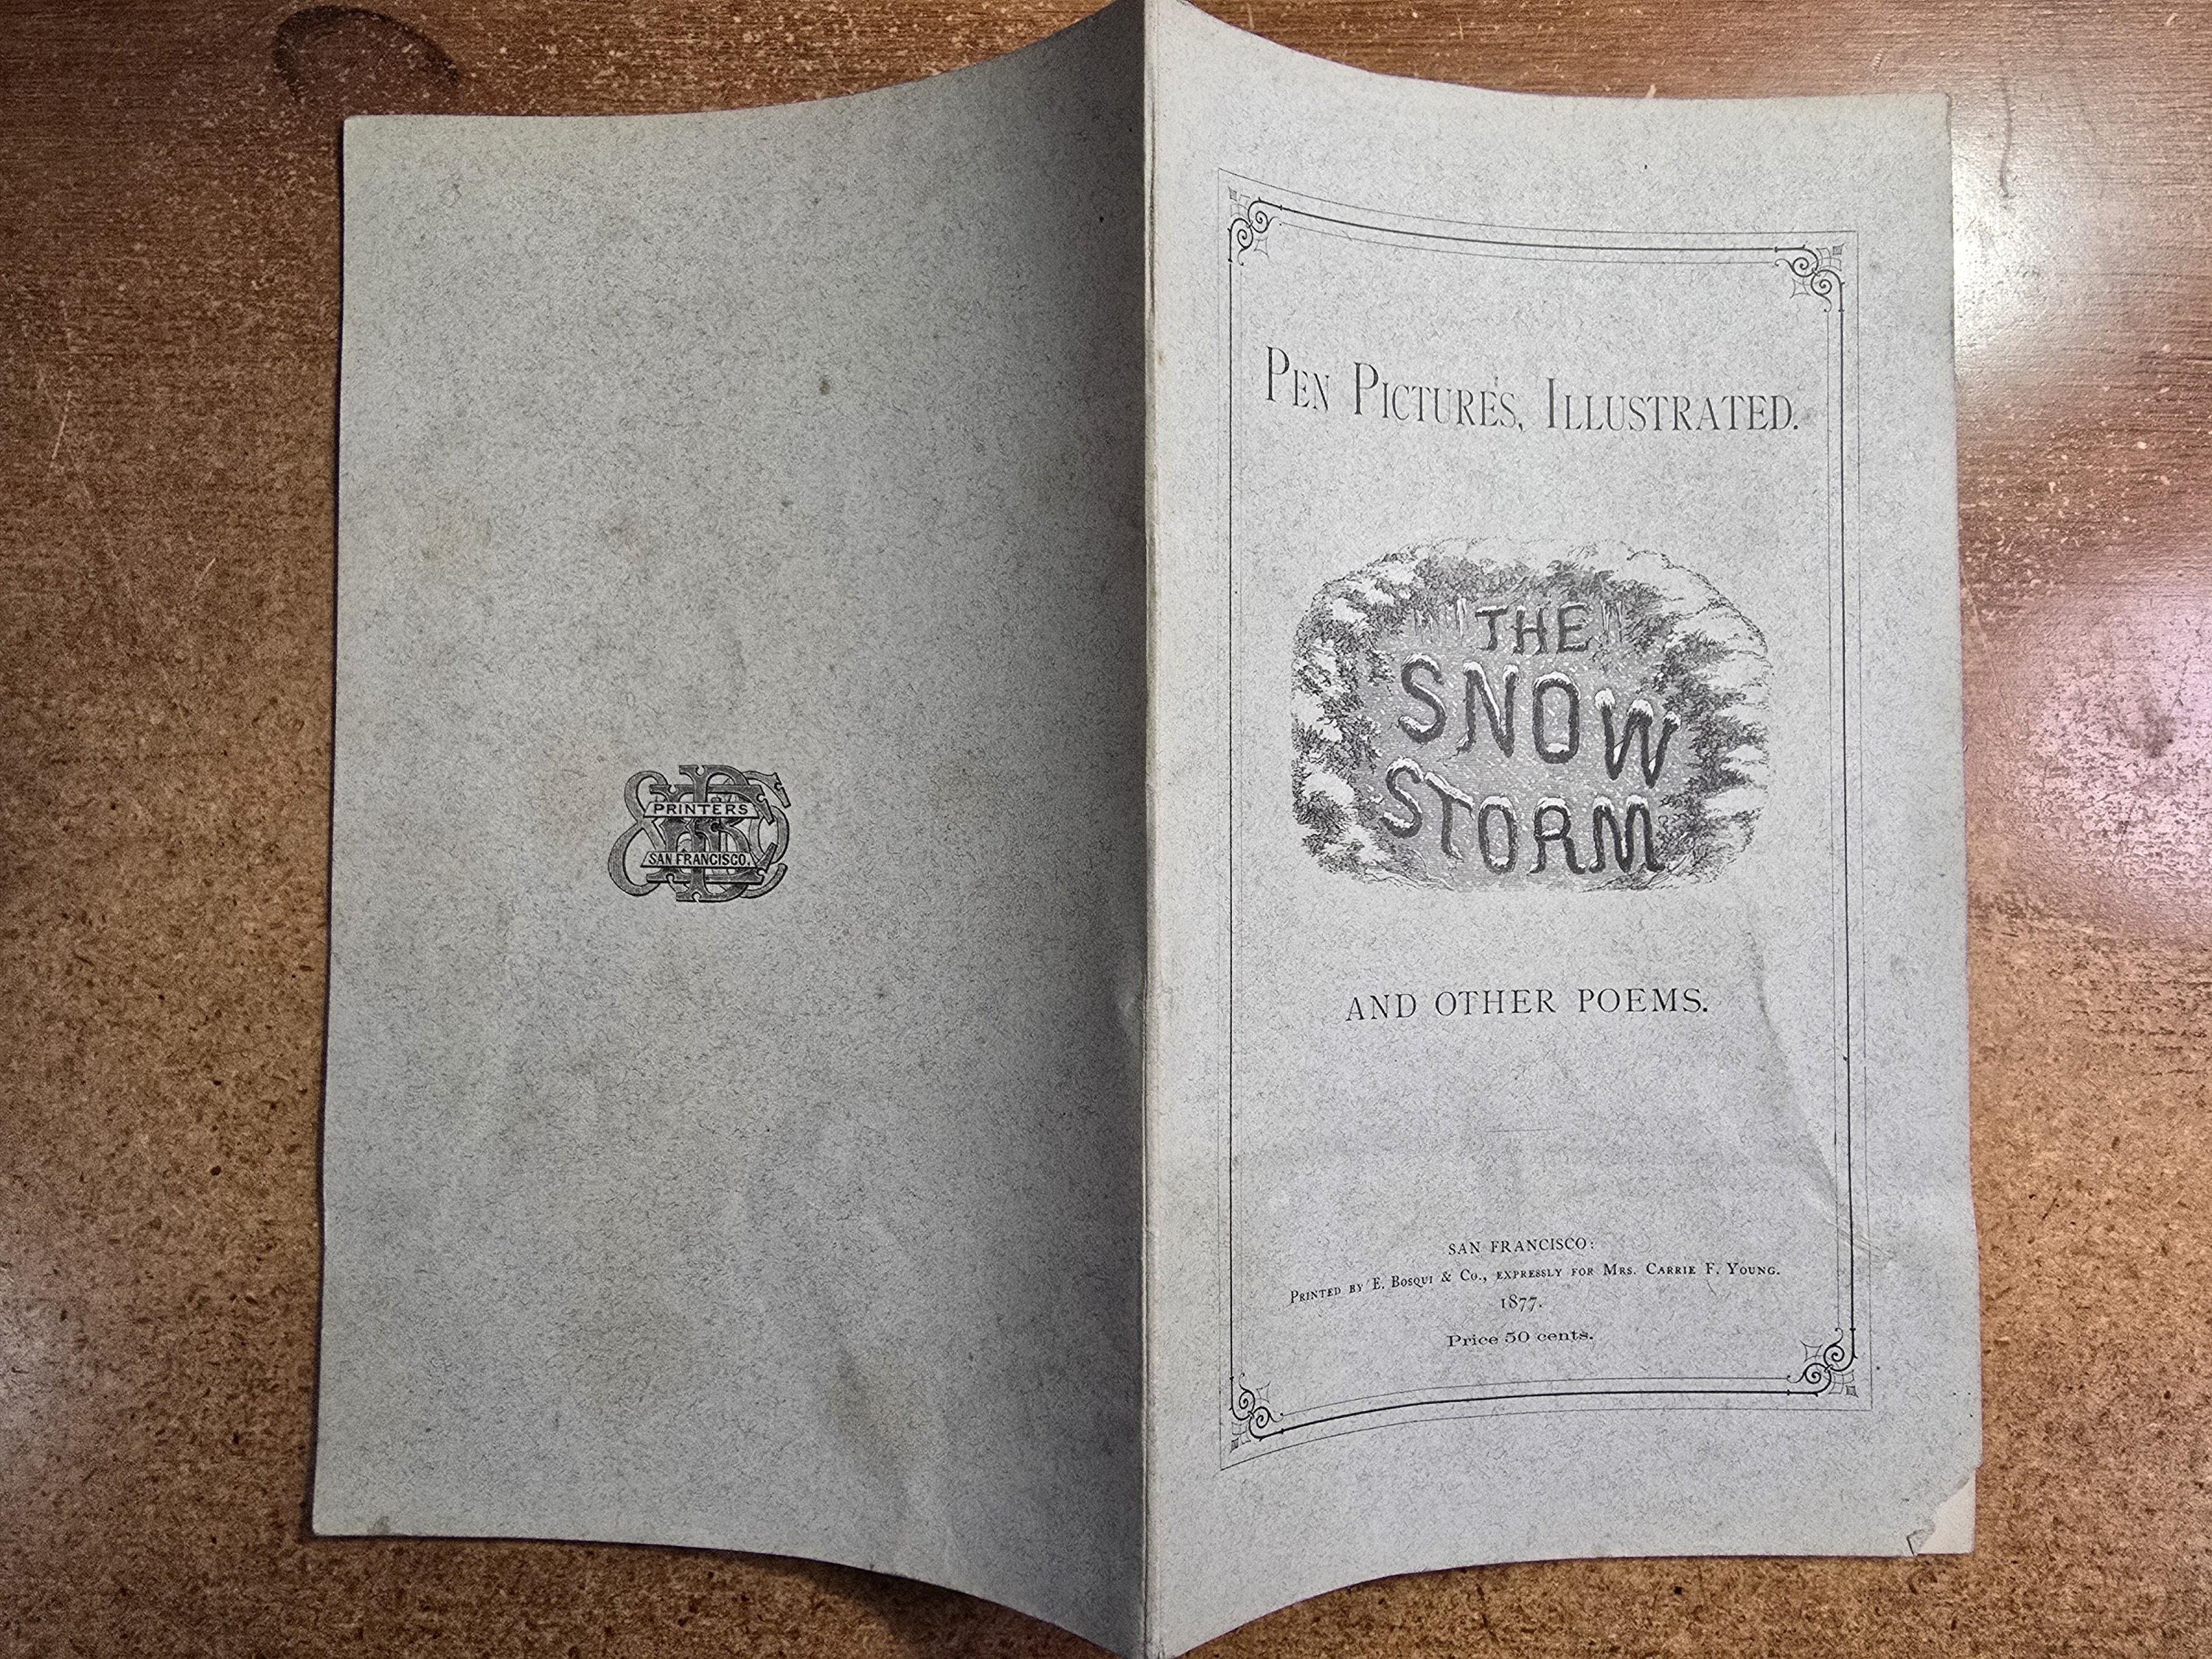 PRINTERS
SAN FRANCISCO.
PEN PICTURES, ILLUSTRATED.
THE
SNOW
STORM
AND OTHER POEMS.
SAN FRANCISCO:
PRINTED BY E. BOSQUI & CO., EXPRESSLY FOR MRS. CARRIE F. YOUNG.
1877.
Price 50 cents.